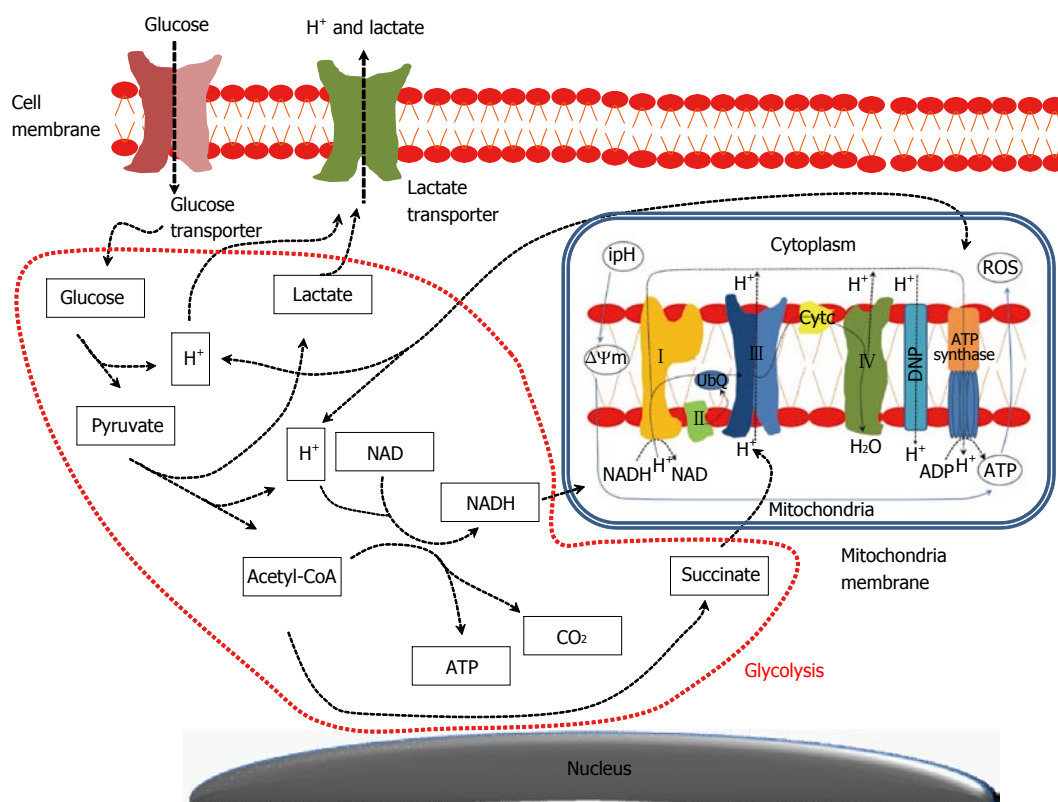 Glucose
H+ and lactate
Cell
membrane
Glucose
transporter
Lactate
transporter
Cytoplasm
ipH
ROS
Glucose
Lactate
H+
H+
H+
H+
Cytc
ATP
synthase
I
III
IV
DNP
ΔΨm
UbQ
II
Pyruvate
H+
NAD
H+
H2O
H+
NADH
H+
NAD
ADP
H+
ATP
NADH
Mitochondria
Mitochondria
membrane
Acetyl-CoA
Succinate
CO2
ATP
Glycolysis
Nucleus